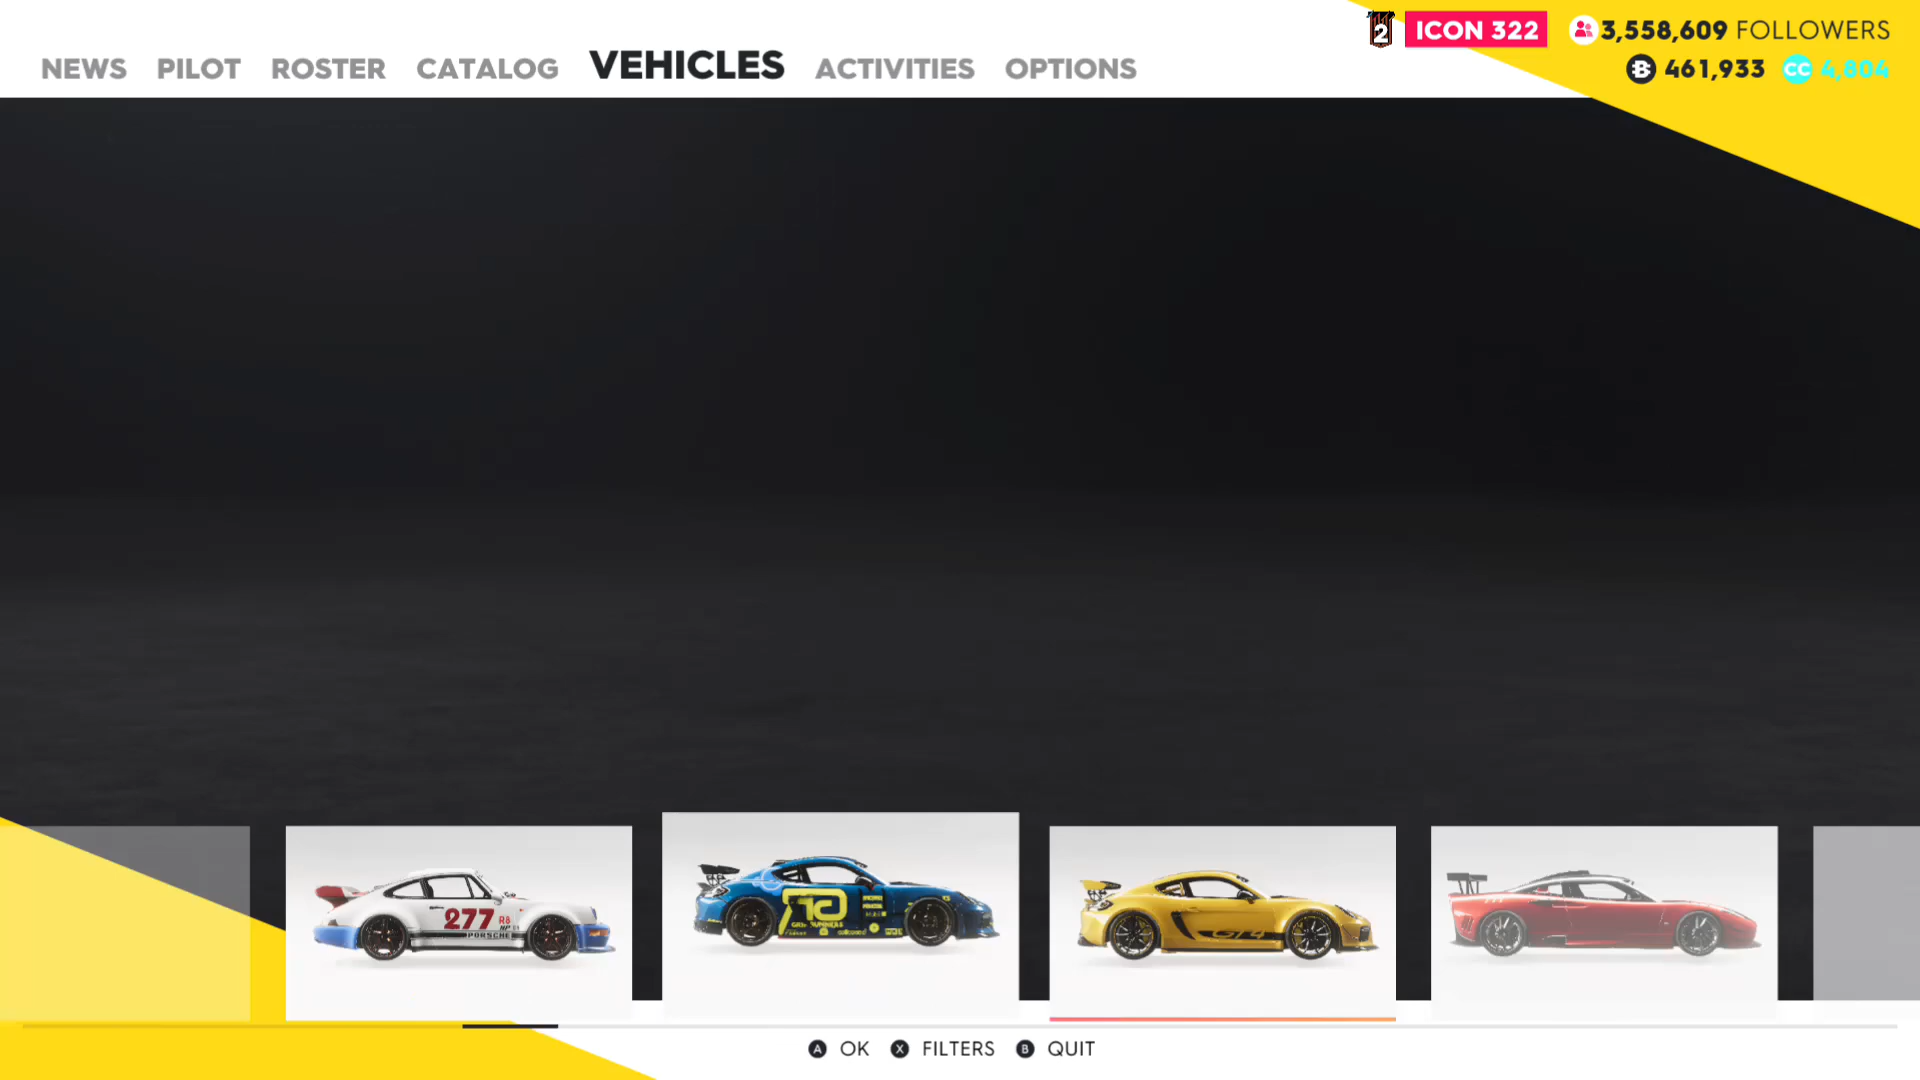 2 ICON 322 3,558,609 FOLLOWERS
NEWS PILOT ROSTER CATALOG VEHICLES ACTIVITIES OPTIONS
461,933 CC 4,804
277 R8
PORSCHE
GT4
A OK X FILTERS B QUIT